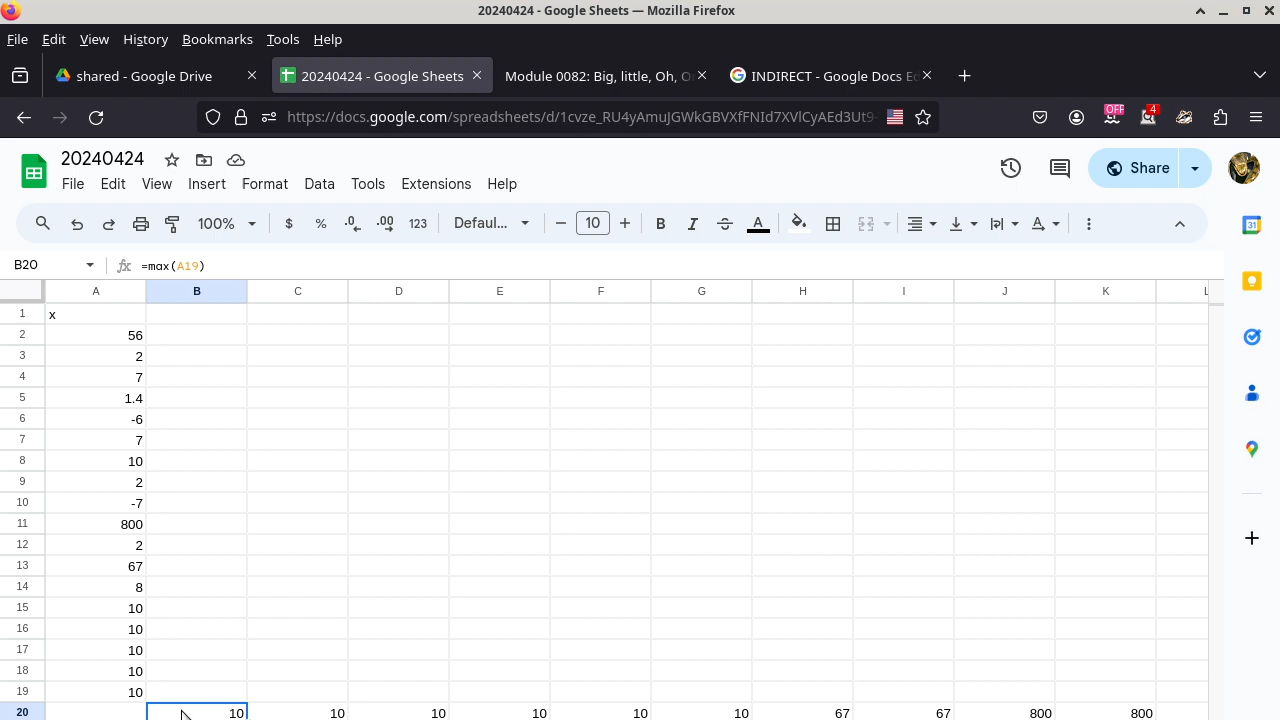 20240424 - Google Sheets — Mozilla Firefox
File Edit View History Bookmarks Tools Help
shared - Google Drive 20240424 - Google Sheets Module 0082: Big, little, Oh, O INDIRECT - Google Docs Ed
https://docs.google.com/spreadsheets/d/1cvze_RU4yAmuJGWkGBVXfFNId7XVlCyAEd3Ut9- OFF 4
20240424
File Edit View Insert Format Data Tools Extensions Help
Share
100% $ % .0 .00 123 Defaul... 10 B I A A
B20 fx =max(A19)
A B C D E F G H I J K L
1 x
2 56
3 2
4 7
5 1.4
6 -6
7 7
8 10
9 2
10 -7
11 800
12 2
13 67
14 8
15 10
16 10
17 10
18 10
19 10
20 10 10 10 10 10 10 67 67 800 800
31